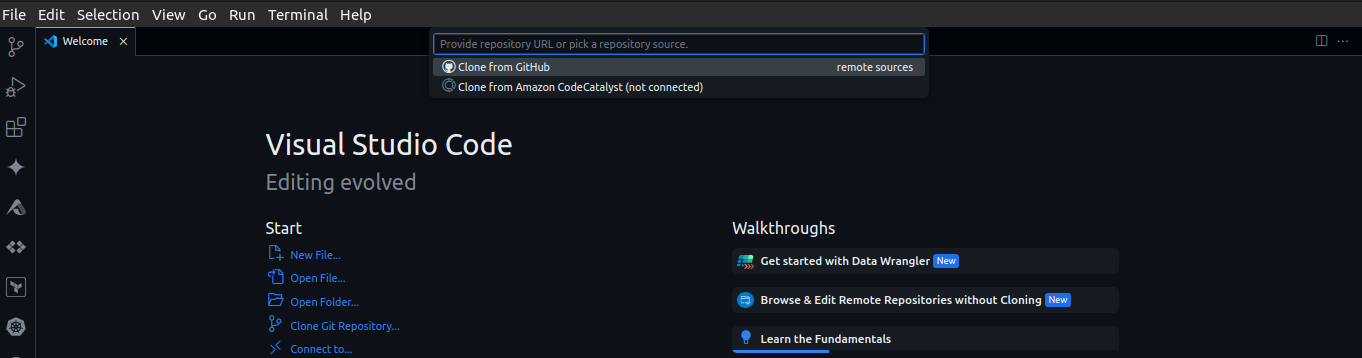 File Edit Selection View Go Run Terminal Help
Welcome
Provide repository URL or pick a repository source.
Clone from GitHub remote sources
Clone from Amazon CodeCatalyst (not connected)
Visual Studio Code
Editing evolved
Start
New File...
Open File...
Open Folder...
Clone Git Repository...
Connect to...
Walkthroughs
Get started with Data Wrangler New
Browse & Edit Remote Repositories without Cloning New
Learn the Fundamentals